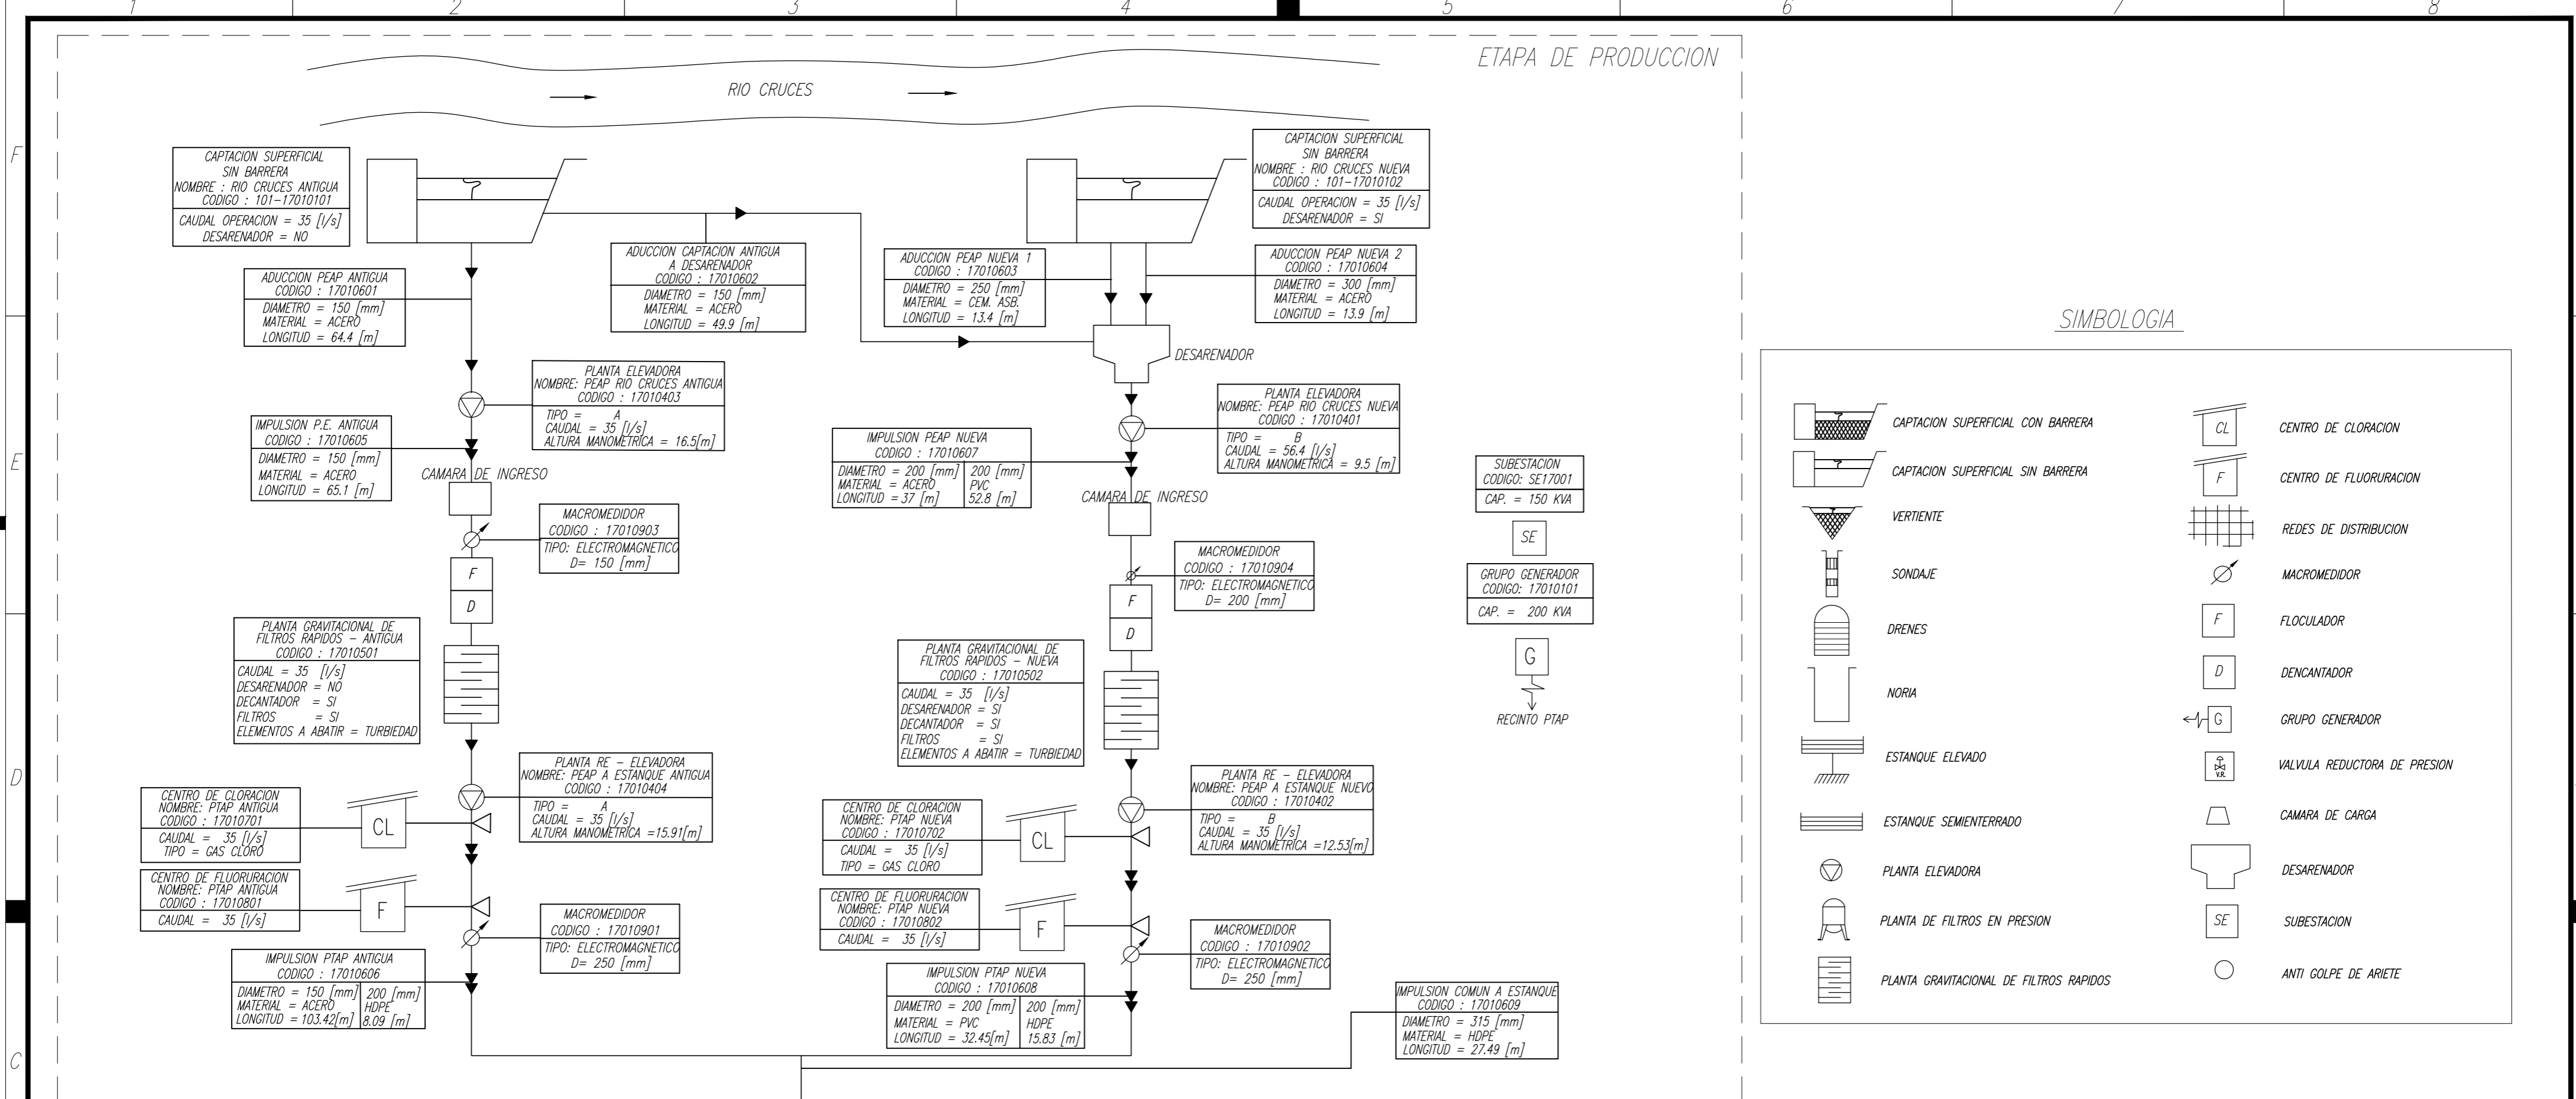 1 2 3 4 5 6 7 8
F
E
D
C
ETAPA DE PRODUCCION
RIO CRUCES
CAPTACION SUPERFICIAL
SIN BARRERA
NOMBRE : RIO CRUCES ANTIGUA
CODIGO : 101-17010101
CAUDAL OPERACION = 35 [l/s]
DESARENADOR = NO
ADUCCION PEAP ANTIGUA
CODIGO : 17010601
DIAMETRO = 150 [mm]
MATERIAL = ACERO
LONGITUD = 64.4 [m]
ADUCCION CAPTACION ANTIGUA
A DESARENADOR
CODIGO : 17010602
DIAMETRO = 150 [mm]
MATERIAL = ACERO
LONGITUD = 49.9 [m]
PLANTA ELEVADORA
NOMBRE: PEAP RIO CRUCES ANTIGUA
CODIGO : 17010403
TIPO = A
CAUDAL = 35 [l/s]
ALTURA MANOMETRICA = 16.5[m]
IMPULSION P.E. ANTIGUA
CODIGO : 17010605
DIAMETRO = 150 [mm]
MATERIAL = ACERO
LONGITUD = 65.1 [m]
CAMARA DE INGRESO
MACROMEDIDOR
CODIGO : 17010903
TIPO: ELECTROMAGNETICO
D= 150 [mm]
F
D
PLANTA GRAVITACIONAL DE
FILTROS RAPIDOS - ANTIGUA
CODIGO : 17010501
CAUDAL = 35 [l/s]
DESARENADOR = NO
DECANTADOR = SI
FILTROS = SI
ELEMENTOS A ABATIR = TURBIEDAD
PLANTA RE - ELEVADORA
NOMBRE: PEAP A ESTANQUE ANTIGUA
CODIGO : 17010404
TIPO = A
CAUDAL = 35 [l/s]
ALTURA MANOMETRICA =15.91[m]
CENTRO DE CLORACION
NOMBRE: PTAP ANTIGUA
CODIGO : 17010701
CAUDAL = 35 [l/s]
TIPO = GAS CLORO
CL
CENTRO DE FLUORURACION
NOMBRE: PTAP ANTIGUA
CODIGO : 17010801
CAUDAL = 35 [l/s]
F
MACROMEDIDOR
CODIGO : 17010901
TIPO: ELECTROMAGNETICO
D= 250 [mm]
IMPULSION PTAP ANTIGUA
CODIGO : 17010606
DIAMETRO = 150 [mm] 200 [mm]
MATERIAL = ACERO HDPE
LONGITUD = 103.42[m] 8.09 [m]
CAPTACION SUPERFICIAL
SIN BARRERA
NOMBRE : RIO CRUCES NUEVA
CODIGO : 101-17010102
CAUDAL OPERACION = 35 [l/s]
DESARENADOR = SI
ADUCCION PEAP NUEVA 1
CODIGO : 17010603
DIAMETRO = 250 [mm]
MATERIAL = CEM. ASB.
LONGITUD = 13.4 [m]
ADUCCION PEAP NUEVA 2
CODIGO : 17010604
DIAMETRO = 300 [mm]
MATERIAL = ACERO
LONGITUD = 13.9 [m]
DESARENADOR
PLANTA ELEVADORA
NOMBRE: PEAP RIO CRUCES NUEVA
CODIGO : 17010401
TIPO = B
CAUDAL = 56.4 [l/s]
ALTURA MANOMETRICA = 9.5 [m]
IMPULSION PEAP NUEVA
CODIGO : 17010607
DIAMETRO = 200 [mm] 200 [mm]
MATERIAL = ACERO PVC
LONGITUD = 37 [m] 52.8 [m]
CAMARA DE INGRESO
MACROMEDIDOR
CODIGO : 17010904
TIPO: ELECTROMAGNETICO
D= 200 [mm]
F
D
PLANTA GRAVITACIONAL DE
FILTROS RAPIDOS - NUEVA
CODIGO : 17010502
CAUDAL = 35 [l/s]
DESARENADOR = SI
DECANTADOR = SI
FILTROS = SI
ELEMENTOS A ABATIR = TURBIEDAD
PLANTA RE - ELEVADORA
NOMBRE: PEAP A ESTANQUE NUEVO
CODIGO : 17010402
TIPO = B
CAUDAL = 35 [l/s]
ALTURA MANOMETRICA =12.53[m]
CENTRO DE CLORACION
NOMBRE: PTAP NUEVA
CODIGO : 17010702
CAUDAL = 35 [l/s]
TIPO = GAS CLORO
CL
CENTRO DE FLUORURACION
NOMBRE: PTAP NUEVA
CODIGO : 17010802
CAUDAL = 35 [l/s]
F
MACROMEDIDOR
CODIGO : 17010902
TIPO: ELECTROMAGNETICO
D= 250 [mm]
IMPULSION PTAP NUEVA
CODIGO : 17010608
DIAMETRO = 200 [mm] 200 [mm]
MATERIAL = PVC HDPE
LONGITUD = 32.45[m] 15.83 [m]
IMPULSION COMUN A ESTANQUE
CODIGO : 17010609
DIAMETRO = 315 [mm]
MATERIAL = HDPE
LONGITUD = 27.49 [m]
SUBESTACION
CODIGO: SE17001
CAP. = 150 KVA
SE
GRUPO GENERADOR
CODIGO: 17010101
CAP. = 200 KVA
G
RECINTO PTAP
SIMBOLOGIA
CAPTACION SUPERFICIAL CON BARRERA
CAPTACION SUPERFICIAL SIN BARRERA
VERTIENTE
SONDAJE
DRENES
NORIA
ESTANQUE ELEVADO
ESTANQUE SEMIENTERRADO
PLANTA ELEVADORA
PLANTA DE FILTROS EN PRESION
PLANTA GRAVITACIONAL DE FILTROS RAPIDOS
CL CENTRO DE CLORACION
F CENTRO DE FLUORURACION
REDES DE DISTRIBUCION
MACROMEDIDOR
F FLOCULADOR
D DENCANTADOR
G GRUPO GENERADOR
V.R. VALVULA REDUCTORA DE PRESION
CAMARA DE CARGA
DESARENADOR
SE SUBESTACION
ANTI GOLPE DE ARIETE